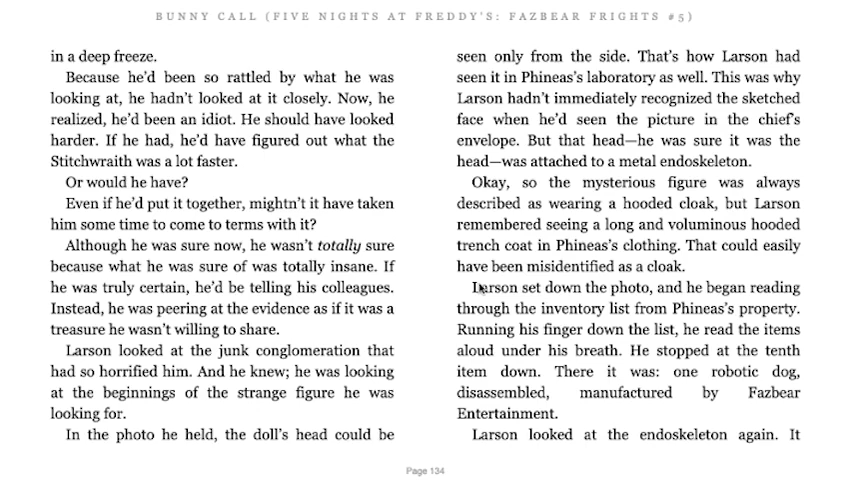 BUNNY CALL (FIVE NIGHTS AT FREDDY'S: FAZBEAR FRIGHTS #5)
in a deep freeze.
Because he'd been so rattled by what he was
looking at, he hadn't looked at it closely. Now, he
realized, he'd been an idiot. He should have looked
harder. If he had, he'd have figured out what the
Stitchwraith was a lot faster.
Or would he have?
Even if he'd put it together, mightn't it have taken
him some time to come to terms with it?
Although he was sure now, he wasn't totally sure
because what he was sure of was totally insane. If
he was truly certain, he'd be telling his colleagues.
Instead, he was peering at the evidence as if it was a
treasure he wasn't willing to share.
Larson looked at the junk conglomeration that
had so horrified him. And he knew; he was looking
at the beginnings of the strange figure he was
looking for.
In the photo he held, the doll's head could be
seen only from the side. That's how Larson had
seen it in Phineas's laboratory as well. This was why
Larson hadn't immediately recognized the sketched
face when he'd seen the picture in the chief's
envelope. But that head—he was sure it was the
head—was attached to a metal endoskeleton.
Okay, so the mysterious figure was always
described as wearing a hooded cloak, but Larson
remembered seeing a long and voluminous hooded
trench coat in Phineas's clothing. That could easily
have been misidentified as a cloak.
Larson set down the photo, and he began reading
through the inventory list from Phineas's property.
Running his finger down the list, he read the items
aloud under his breath. He stopped at the tenth
item down. There it was: one robotic dog,
disassembled, manufactured by Fazbear
Entertainment.
Larson looked at the endoskeleton again. It
Page 134